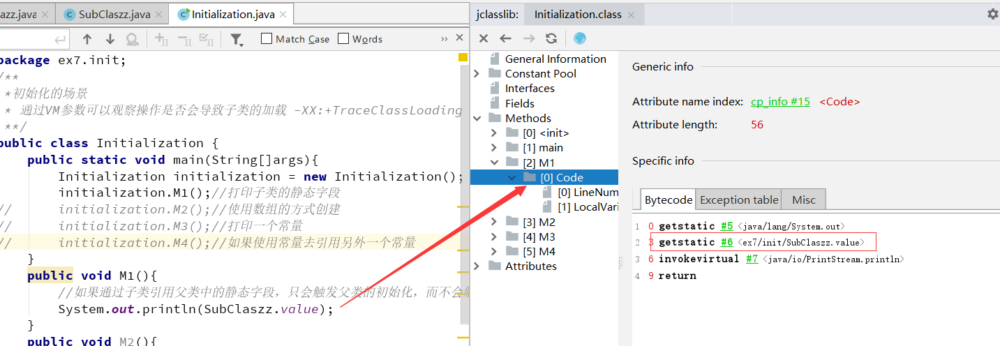 azz.java
SubClaszz.java
Initialization.java
Match Case
Words
package ex7.init;
/**
*初始化的场景
* 通过VM参数可以观察操作是否会导致子类的加载 -XX:+TraceClassLoading
**/
public class Initialization {
public static void main(String[]args){
Initialization initialization = new Initialization();
initialization.M1();//打印子类的静态字段
// initialization.M2();//使用数组的方式创建
// initialization.M3();//打印一个常量
// initialization.M4();//如果使用常量去引用另外一个常量
}
public void M1(){
//如果通过子类引用父类中的静态字段，只会触发父类的初始化，而不会
System.out.println(SubClaszz.value);
}
public void M2(){
jclasslib:
Initialization.class
General Information
Constant Pool
Interfaces
Fields
Methods
[0] <init>
[1] main
[2] M1
[0] Code
[0] LineNum
[1] LocalVari
[3] M2
[4] M3
[5] M4
Attributes
Generic info
Attribute name index: cp_info #15 <Code>
Attribute length: 56
Specific info
Bytecode Exception table Misc
1 0 getstatic #5 <java/lang/System.out>
2 3 getstatic #6 <ex7/init/SubClaszz.value>
3 6 invokevirtual #7 <java/io/PrintStream.println>
4 9 return